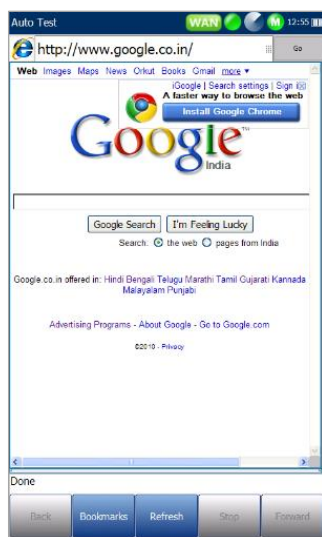 Auto Test WAN M 12:55
http://www.google.co.in/ Go
Web Images Maps News Orkut Books Gmail more ▼
iGoogle | Search settings | Sign in
A faster way to browse the web
Install Google Chrome
Google™
India
Google Search I'm Feeling Lucky
Search: the web pages from India
Google.co.in offered in: Hindi Bengali Telugu Marathi Tamil Gujarati Kannada
Malayalam Punjabi
Advertising Programs - About Google - Go to Google.com
©2010 - Privacy
Done
Back Bookmarks Refresh Stop Forward